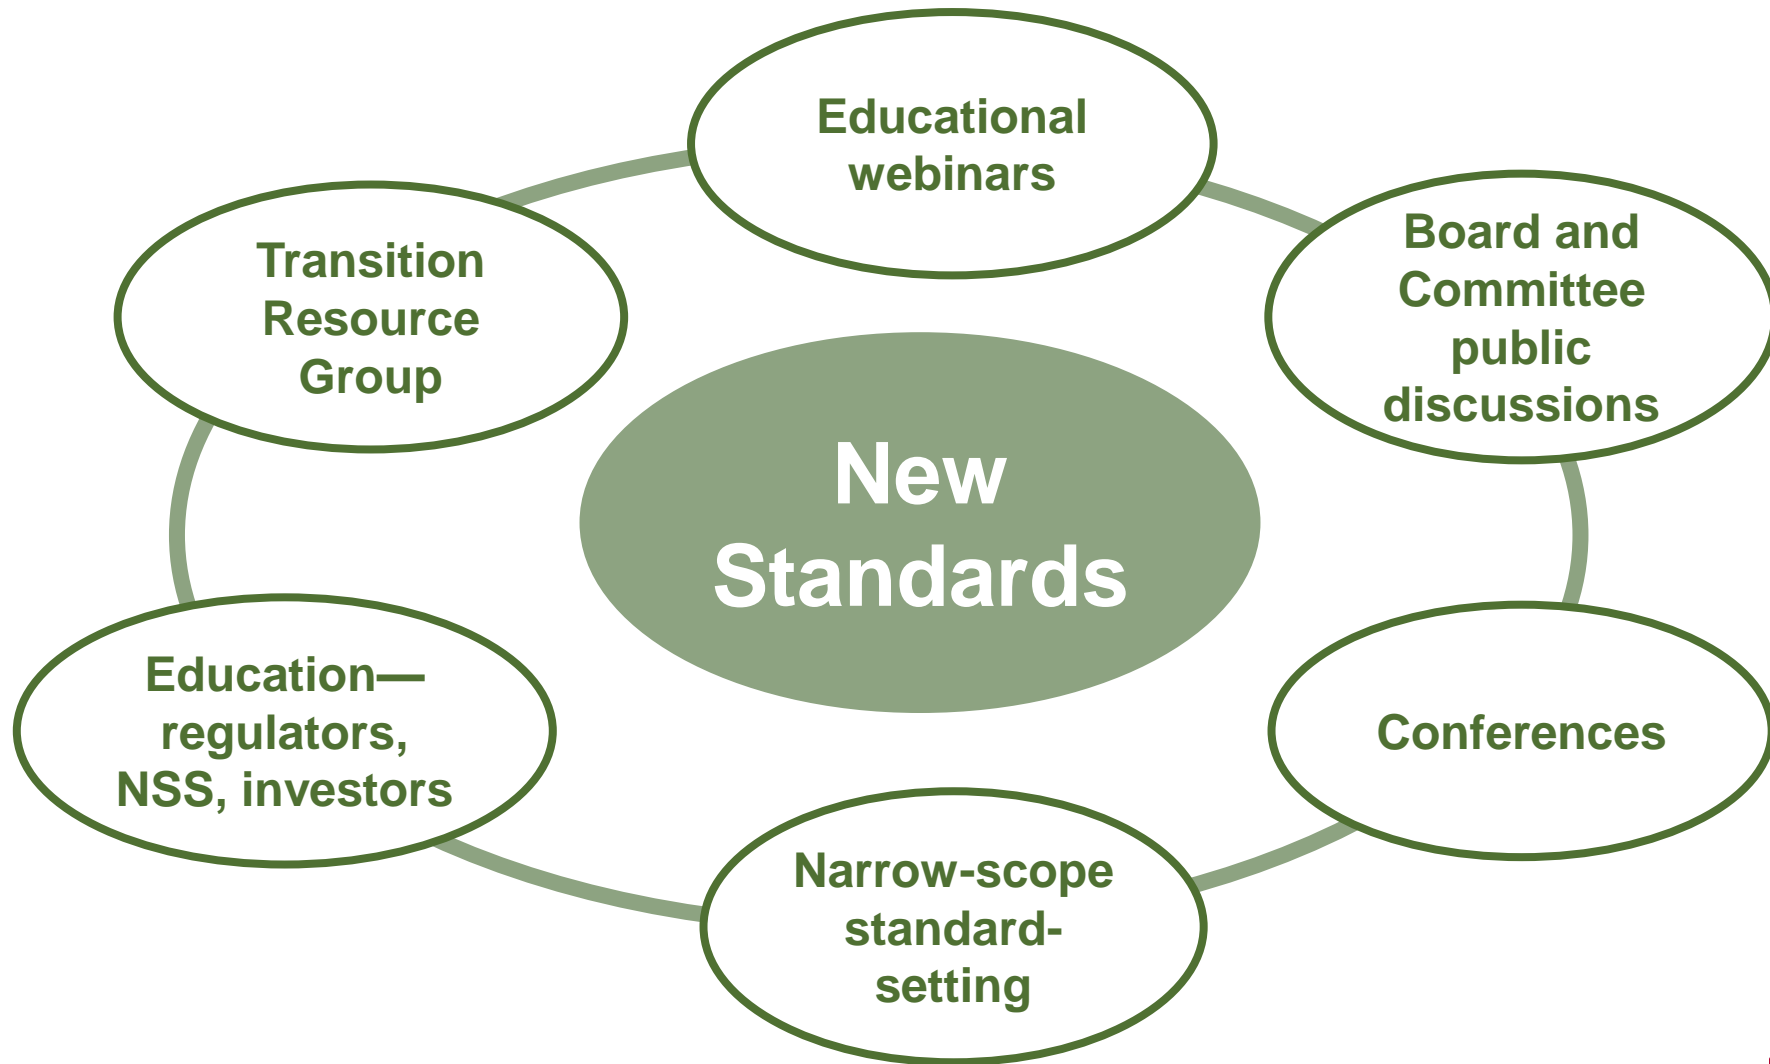 Educational
webinars
Board and
Committee
public
discussions
Transition
Resource
Group
New
Standards
Education—
regulators,
NSS, investors
Conferences
Narrow-scope
standard-
setting